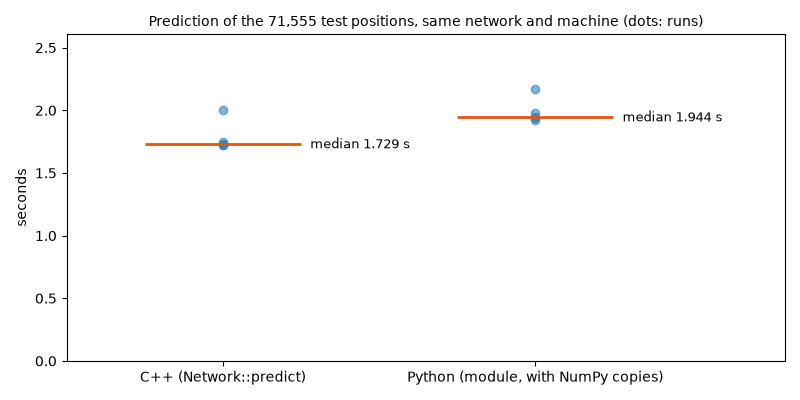 Prediction of the 71,555 test positions, same network and machine (dots: runs)
2.5
2.0
1.5
1.0
0.5
0.0
seconds
median 1.729 s
median 1.944 s
C++ (Network::predict)
Python (module, with NumPy copies)